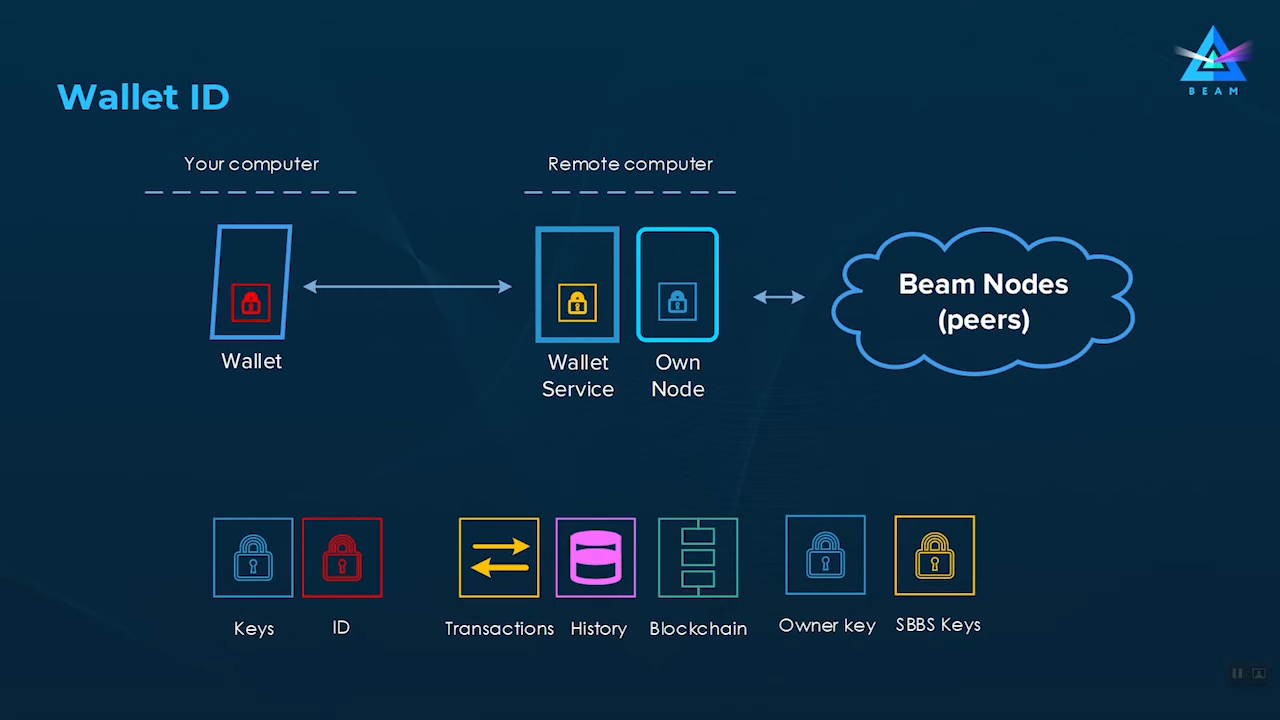 BEAM
Wallet ID
Your computer
Remote computer
Beam Nodes
(peers)
Wallet
Wallet
Service
Own
Node
Keys
ID
Transactions
History
Blockchain
Owner key
SBBS Keys